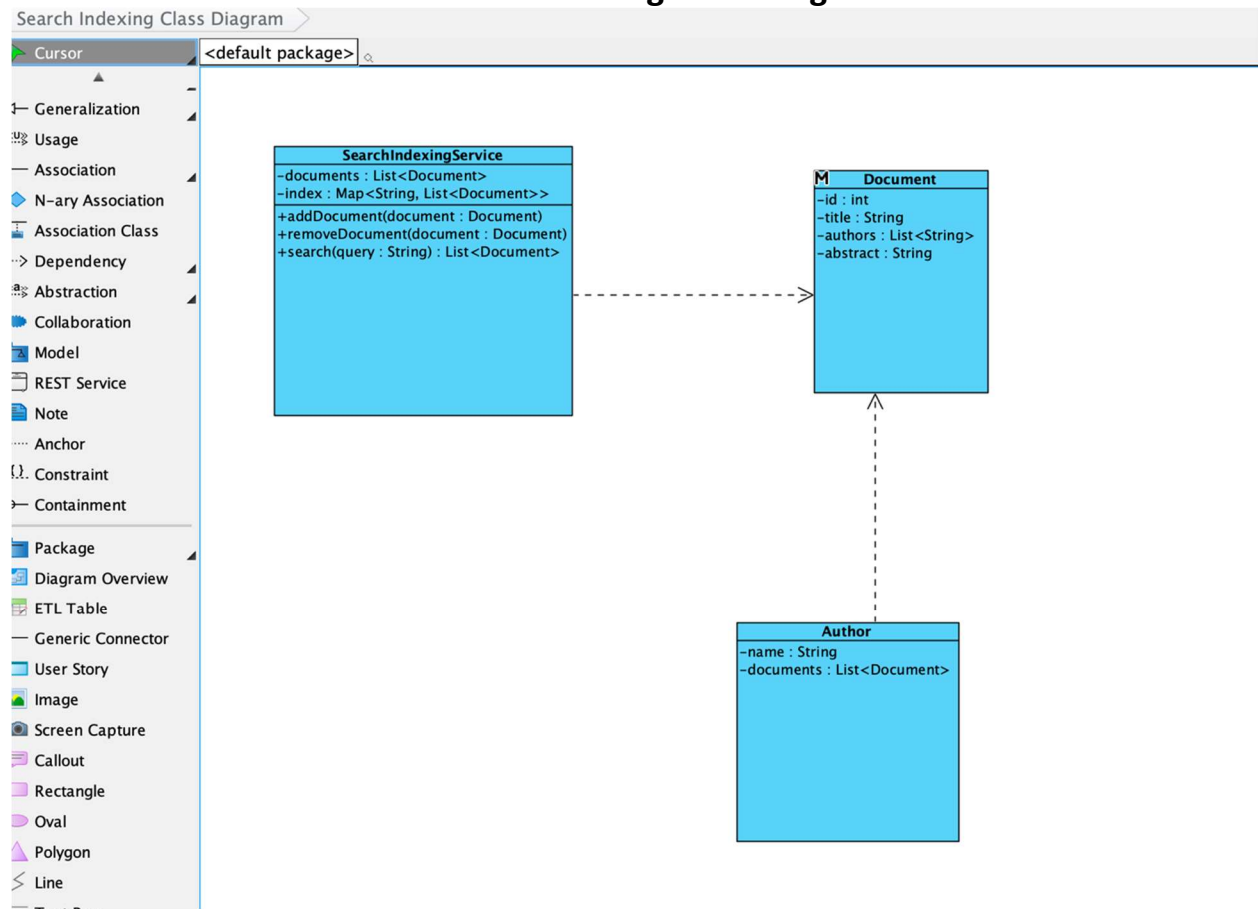 Search Indexing Class Diagram
Cursor
<default package>
Generalization
Usage
Association
N-ary Association
Association Class
Dependency
Abstraction
Collaboration
Model
REST Service
Note
Anchor
Constraint
Containment
Package
Diagram Overview
ETL Table
Generic Connector
User Story
Image
Screen Capture
Callout
Rectangle
Oval
Polygon
Line
SearchIndexingService
-documents : List<Document>
-index : Map<String, List<Document>>
+addDocument(document : Document)
+removeDocument(document : Document)
+search(query : String) : List<Document>
M Document
-id : int
-title : String
-authors : List<String>
-abstract : String
Author
-name : String
-documents : List<Document>